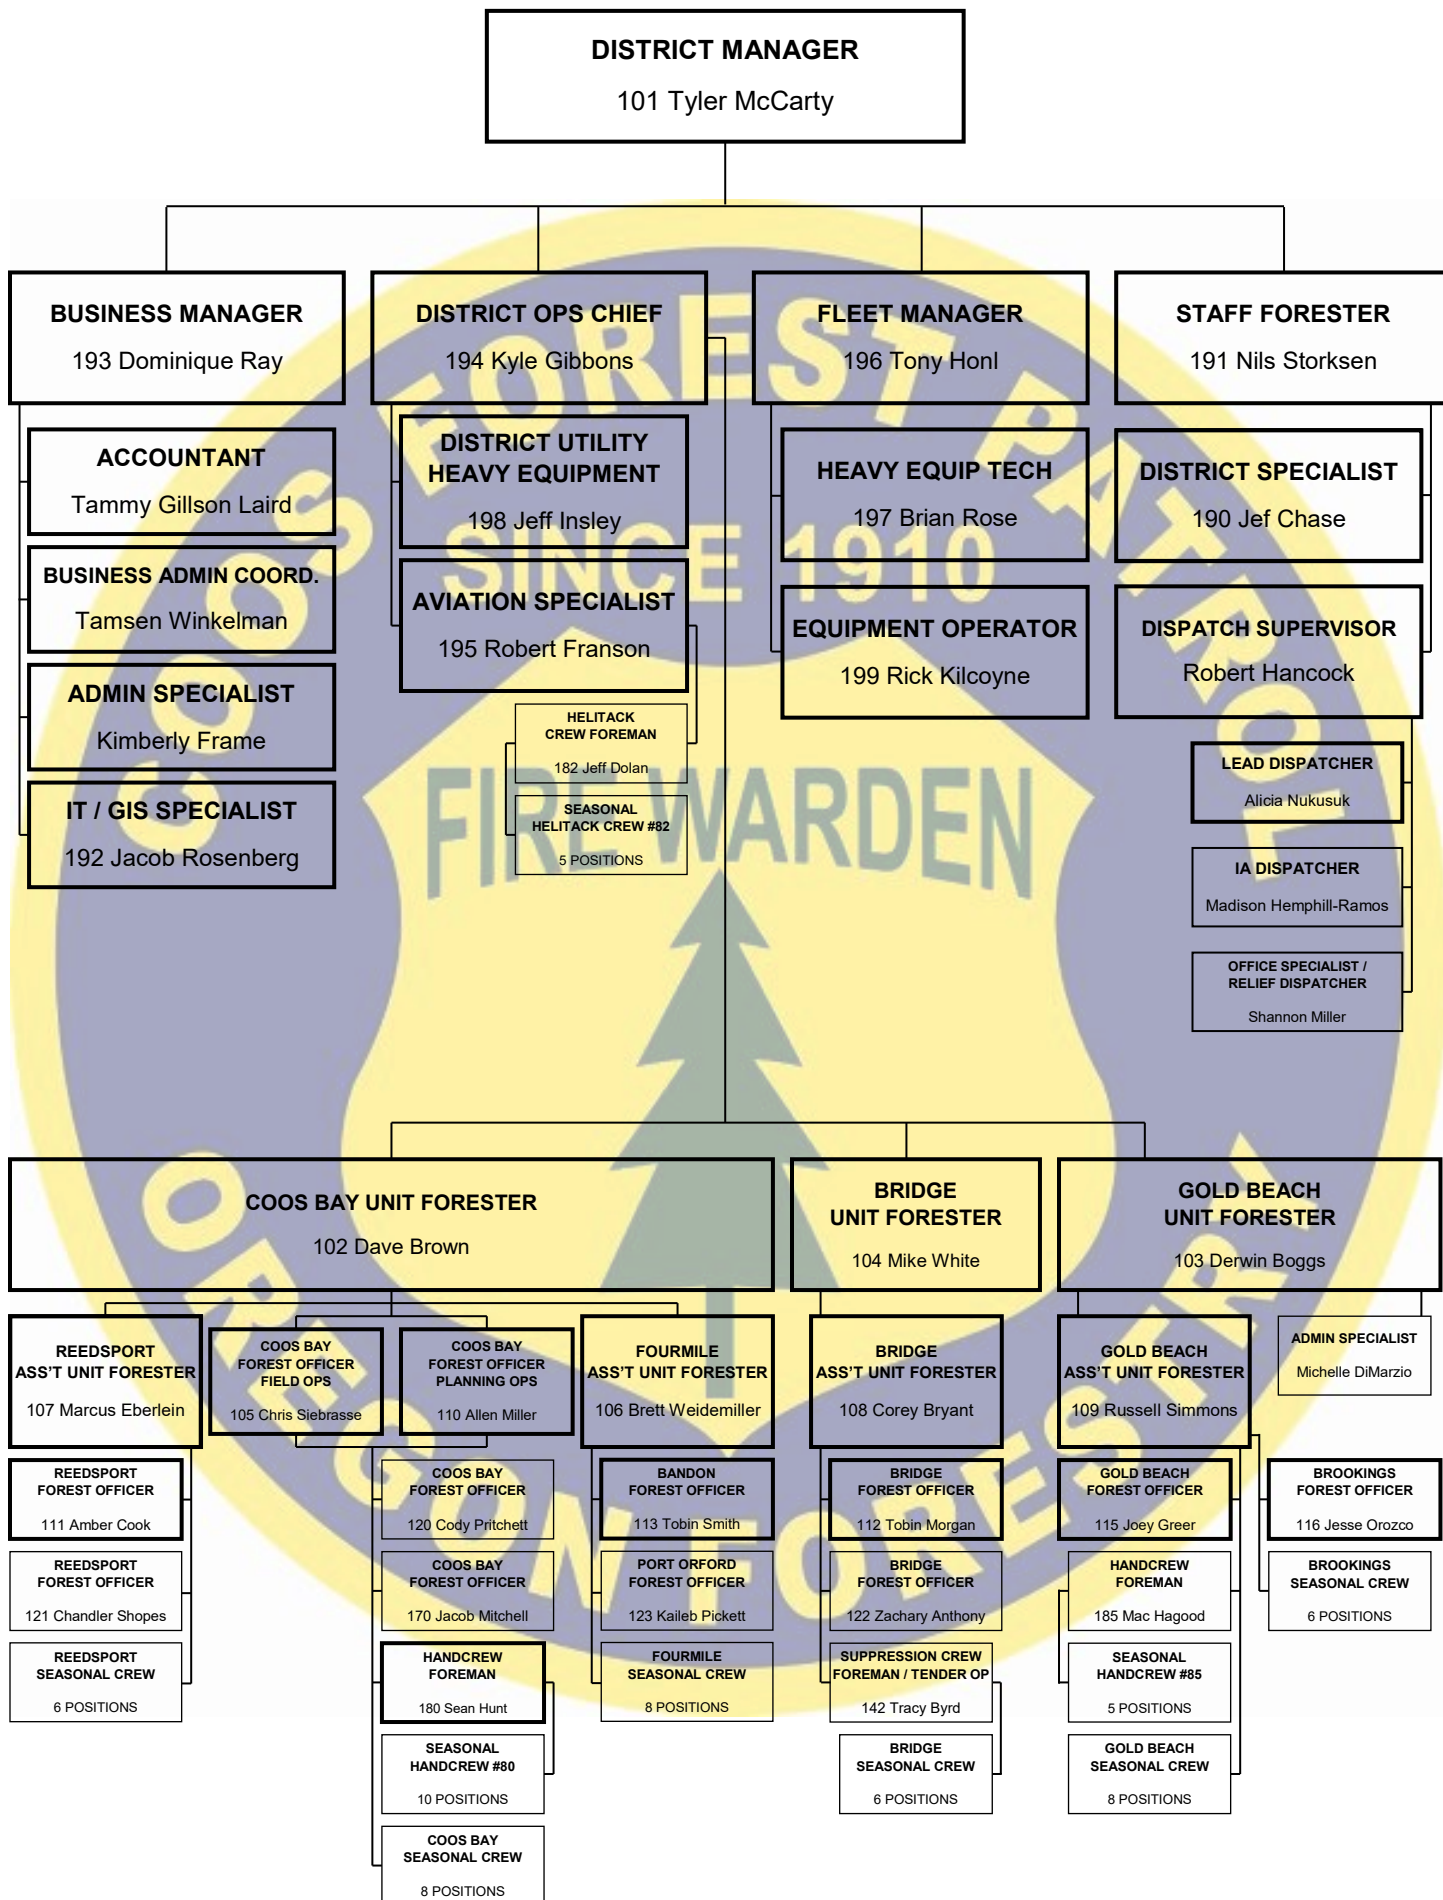 DISTRICT MANAGER
101 Tyler McCarty
BUSINESS MANAGER
193 Dominique Ray
DISTRICT OPS CHIEF
194 Kyle Gibbons
FLEET MANAGER
196 Tony Honl
STAFF FORESTER
191 Nils Storksen
ACCOUNTANT
Tammy Gillson Laird
BUSINESS ADMIN COORD.
Tamsen Winkelman
ADMIN SPECIALIST
Kimberly Frame
IT / GIS SPECIALIST
192 Jacob Rosenberg
DISTRICT UTILITY
HEAVY EQUIPMENT
198 Jeff Insley
AVIATION SPECIALIST
195 Robert Franson
HELITACK
CREW FOREMAN
182 Jeff Dolan
SEASONAL
HELITACK CREW #82
5 POSITIONS
HEAVY EQUIP TECH
197 Brian Rose
EQUIPMENT OPERATOR
199 Rick Kilcoyne
DISTRICT SPECIALIST
190 Jef Chase
DISPATCH SUPERVISOR
Robert Hancock
LEAD DISPATCHER
Alicia Nukusuk
IA DISPATCHER
Madison Hemphill-Ramos
OFFICE SPECIALIST /
RELIEF DISPATCHER
Shannon Miller
COOS FOREST PATROL
SINCE 1910
FIRE WARDEN
OREGON FORESTRY
COOS BAY UNIT FORESTER
102 Dave Brown
BRIDGE
UNIT FORESTER
104 Mike White
GOLD BEACH
UNIT FORESTER
103 Derwin Boggs
REEDSPORT
ASS'T UNIT FORESTER
107 Marcus Eberlein
COOS BAY
FOREST OFFICER
FIELD OPS
105 Chris Siebrasse
COOS BAY
FOREST OFFICER
PLANNING OPS
110 Allen Miller
FOURMILE
ASS'T UNIT FORESTER
106 Brett Weidemiller
BRIDGE
ASS'T UNIT FORESTER
108 Corey Bryant
GOLD BEACH
ASS'T UNIT FORESTER
109 Russell Simmons
ADMIN SPECIALIST
Michelle DiMarzio
REEDSPORT
FOREST OFFICER
111 Amber Cook
REEDSPORT
FOREST OFFICER
121 Chandler Shopes
REEDSPORT
SEASONAL CREW
6 POSITIONS
COOS BAY
FOREST OFFICER
120 Cody Pritchett
COOS BAY
FOREST OFFICER
170 Jacob Mitchell
HANDCREW
FOREMAN
180 Sean Hunt
SEASONAL
HANDCREW #80
10 POSITIONS
COOS BAY
SEASONAL CREW
8 POSITIONS
BANDON
FOREST OFFICER
113 Tobin Smith
PORT ORFORD
FOREST OFFICER
123 Kaileb Pickett
FOURMILE
SEASONAL CREW
8 POSITIONS
BRIDGE
FOREST OFFICER
112 Tobin Morgan
BRIDGE
FOREST OFFICER
122 Zachary Anthony
SUPPRESSION CREW
FOREMAN / TENDER OP
142 Tracy Byrd
BRIDGE
SEASONAL CREW
6 POSITIONS
GOLD BEACH
FOREST OFFICER
115 Joey Greer
HANDCREW
FOREMAN
185 Mac Hagood
SEASONAL
HANDCREW #85
5 POSITIONS
GOLD BEACH
SEASONAL CREW
8 POSITIONS
BROOKINGS
FOREST OFFICER
116 Jesse Orozco
BROOKINGS
SEASONAL CREW
6 POSITIONS